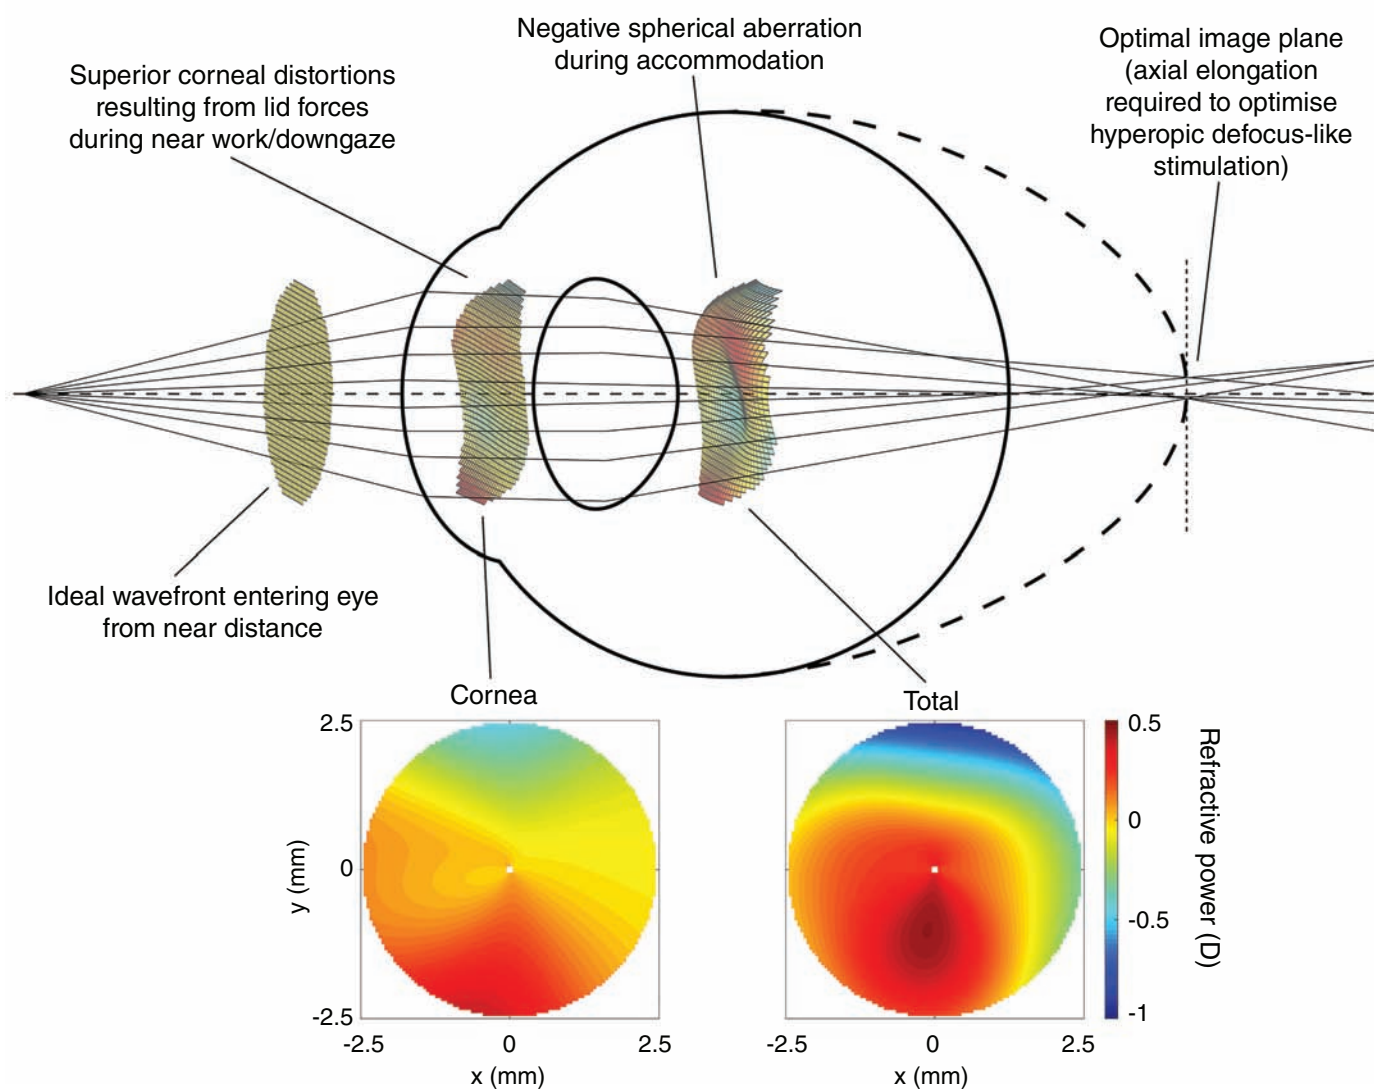 Negative spherical aberration
during accommodation
Optimal image plane
(axial elongation
required to optimise
hyperopic defocus-like
stimulation)
Superior corneal distortions
resulting from lid forces
during near work/downgaze
Ideal wavefront entering eye
from near distance
Cornea
Total
2.5
0
-2.5
y (mm)
-2.5
0
2.5
x (mm)
-2.5
0
2.5
x (mm)
0.5
0
-0.5
-1
Refractive power (D)